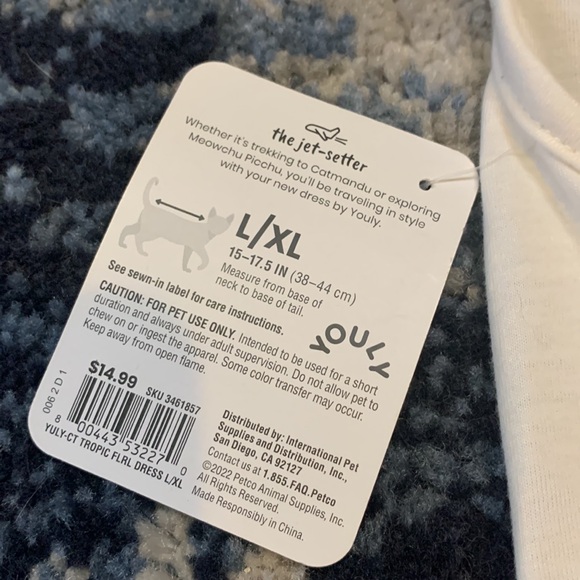 the jet-setter
Whether it's trekking to Catmandu or exploring
Meowchu Picchu, you'll be traveling in style
with your new dress by Youly.
L/XL
15–17.5 IN (38–44 cm)
Measure from base of
neck to base of tail.
YOULY
See sewn-in label for care instructions.
CAUTION: FOR PET USE ONLY. Intended to be used for a short
duration and always under adult supervision. Do not allow pet to
chew on or ingest the apparel. Some color transfer may occur.
Keep away from open flame.
006 2 D 1
$14.99
SKU 3461857
8 00443 53227 0
YULY-CT TROPIC FLRL DRESS L/XL
Distributed by: International Pet
Supplies and Distribution, Inc.,
San Diego, CA 92127
Contact us at 1.855.FAQ.Petco
©2022 Petco Animal Supplies, Inc.
All Rights Reserved.
Made Responsibly in China.